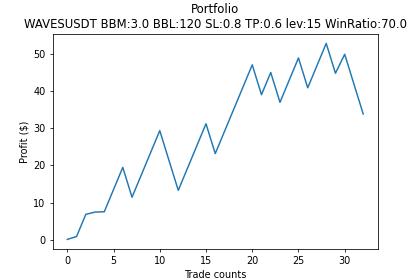 Portfolio
WAVESUSDT BBM:3.0 BBL:120 SL:0.8 TP:0.6 lev:15 WinRatio:70.0
50
40
30
20
10
0
Profit ($)
0 5 10 15 20 25 30
Trade counts